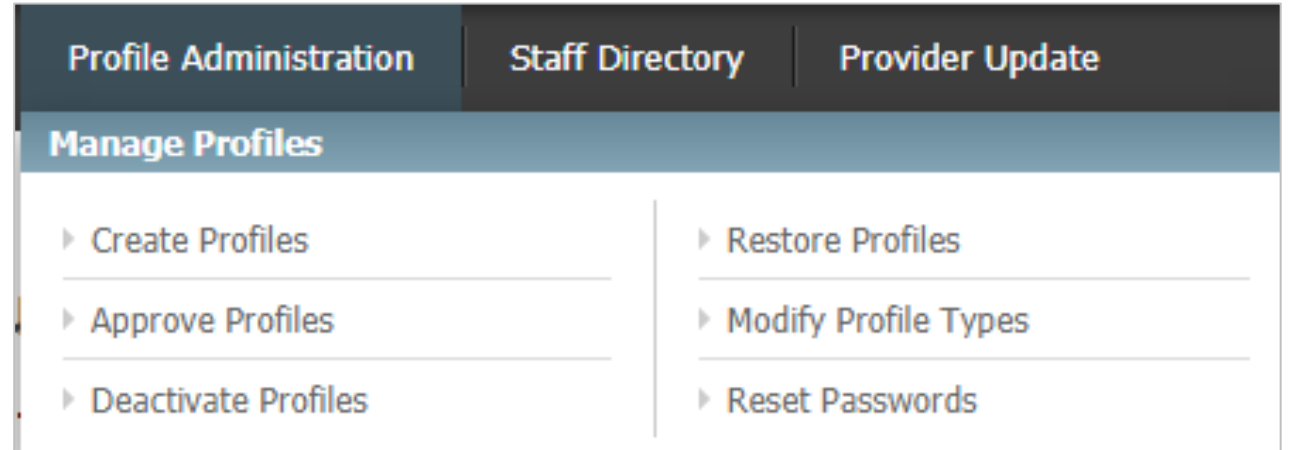 Profile Administration Staff Directory Provider Update
Manage Profiles
Create Profiles
Approve Profiles
Deactivate Profiles
Restore Profiles
Modify Profile Types
Reset Passwords